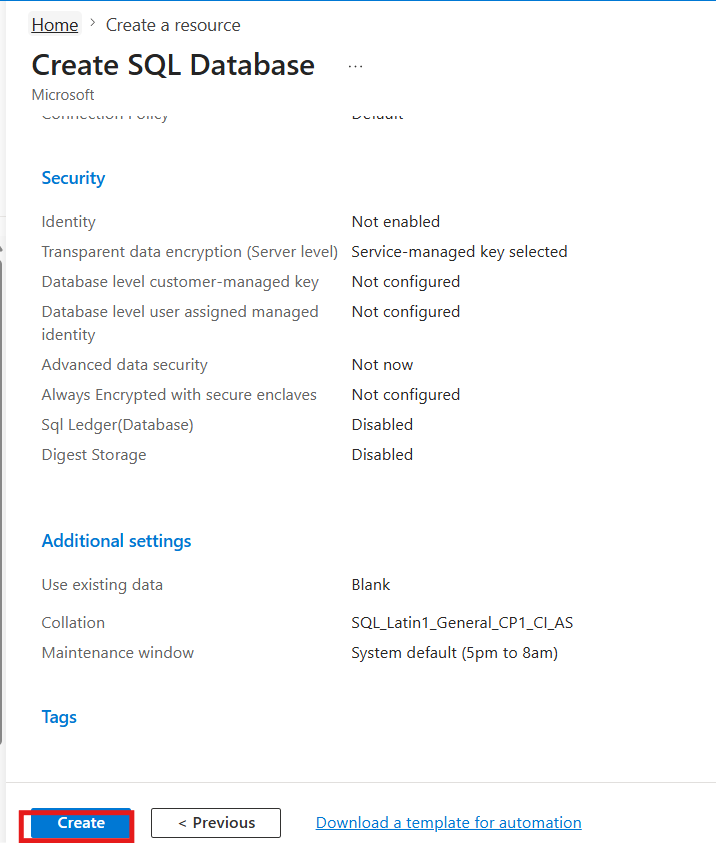 Home > Create a resource
Create SQL Database ...
Microsoft
Connection Policy Default
Security
Identity Not enabled
Transparent data encryption (Server level) Service-managed key selected
Database level customer-managed key Not configured
Database level user assigned managed Not configured
identity
Advanced data security Not now
Always Encrypted with secure enclaves Not configured
Sql Ledger(Database) Disabled
Digest Storage Disabled
Additional settings
Use existing data Blank
Collation SQL_Latin1_General_CP1_CI_AS
Maintenance window System default (5pm to 8am)
Tags
Create < Previous Download a template for automation